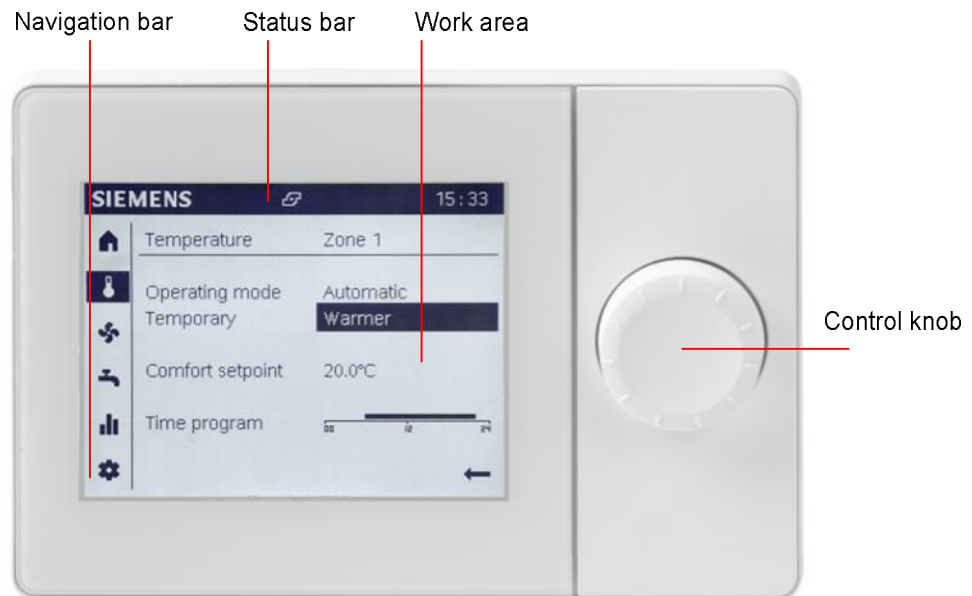 Navigation bar Status bar Work area
SIEMENS 15:33
Temperature Zone 1
Operating mode Automatic
Temporary Warmer
Comfort setpoint 20.0°C
Time program
00 12 24
Control knob